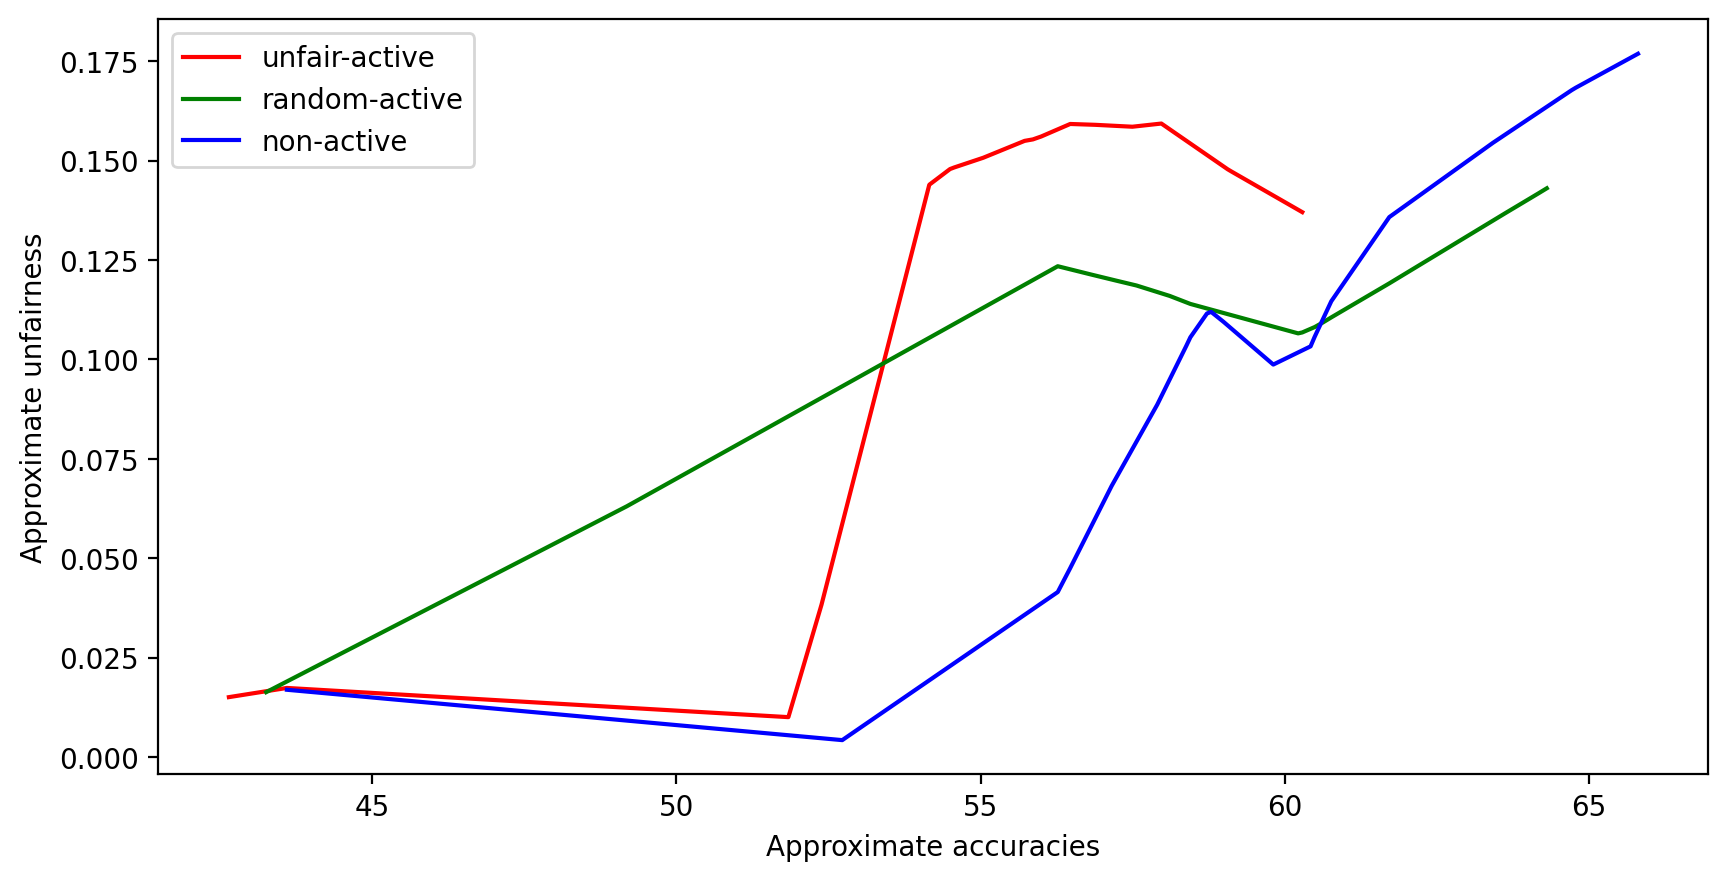 unfair-active
random-active
non-active
0.175
0.150
0.125
0.100
0.075
0.050
0.025
0.000
Approximate unfairness
45 50 55 60 65
Approximate accuracies